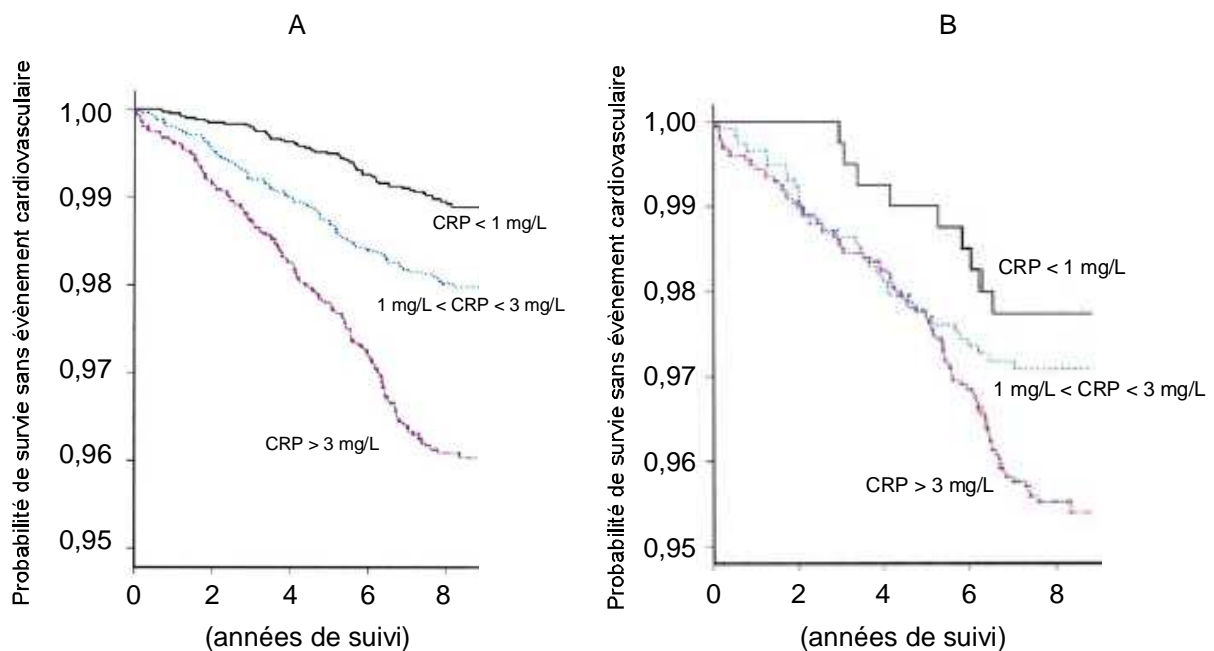 A
Probabilité de survie sans évènement cardiovasculaire
1,00
0,99
0,98
0,97
0,96
0,95
CRP < 1 mg/L
1 mg/L < CRP < 3 mg/L
CRP > 3 mg/L
0
2
4
6
8
(années de suivi)
B
Probabilité de survie sans évènement cardiovasculaire
1,00
0,99
0,98
0,97
0,96
0,95
CRP < 1 mg/L
1 mg/L < CRP < 3 mg/L
CRP > 3 mg/L
0
2
4
6
8
(années de suivi)